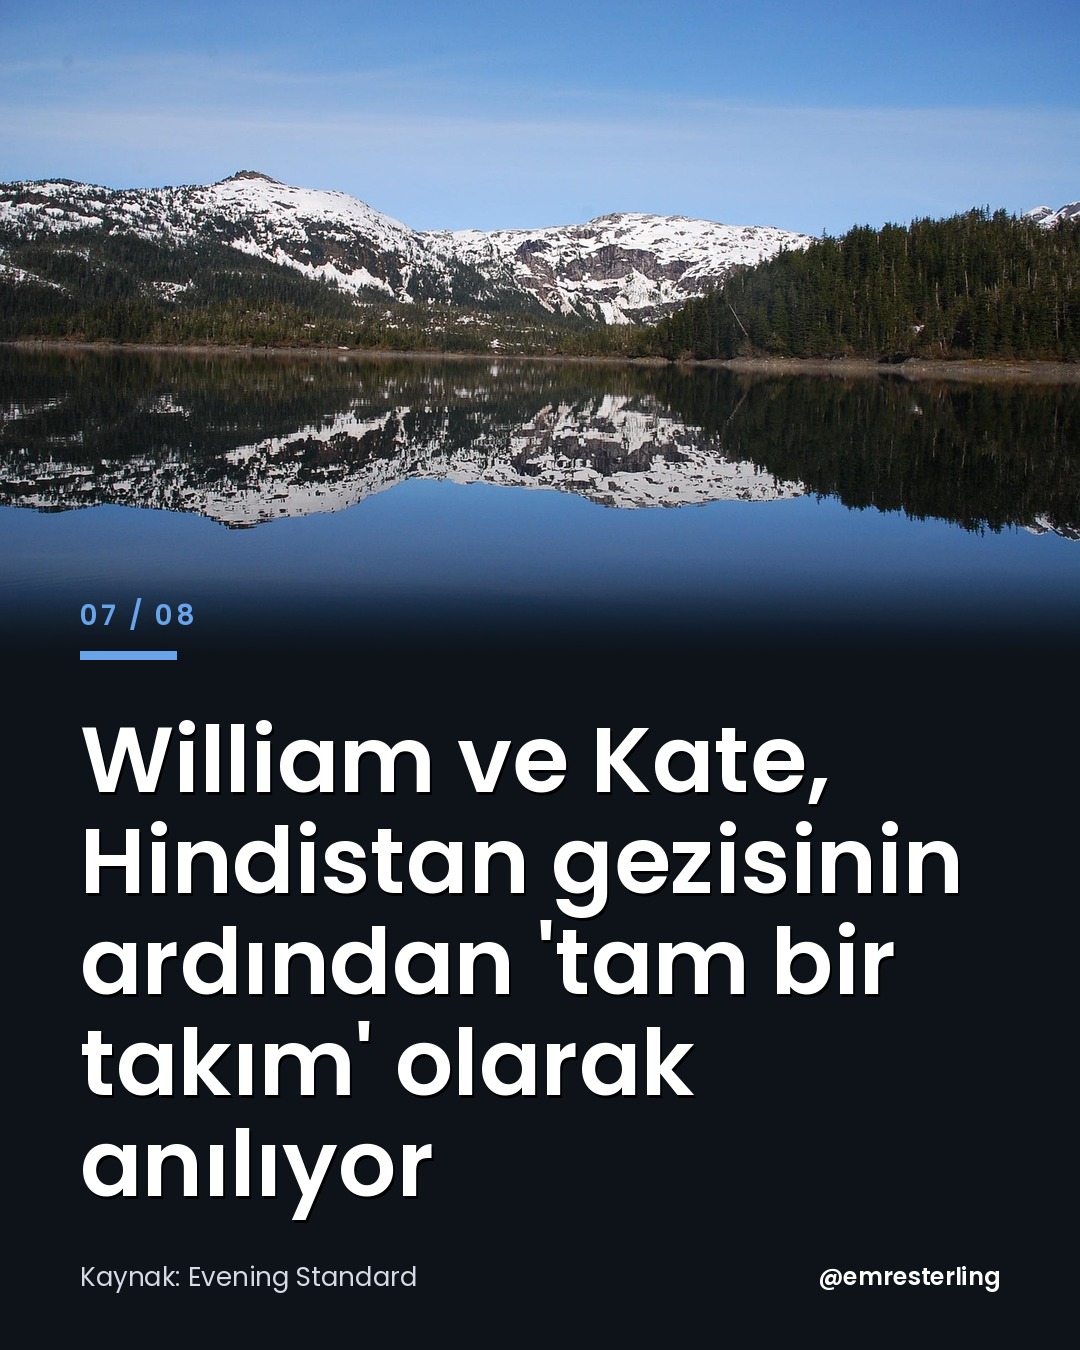 07 / 08
William ve Kate,
Hindistan gezisinin
ardından 'tam bir
takım' olarak
anılıyor
Kaynak: Evening Standard
@emresterling